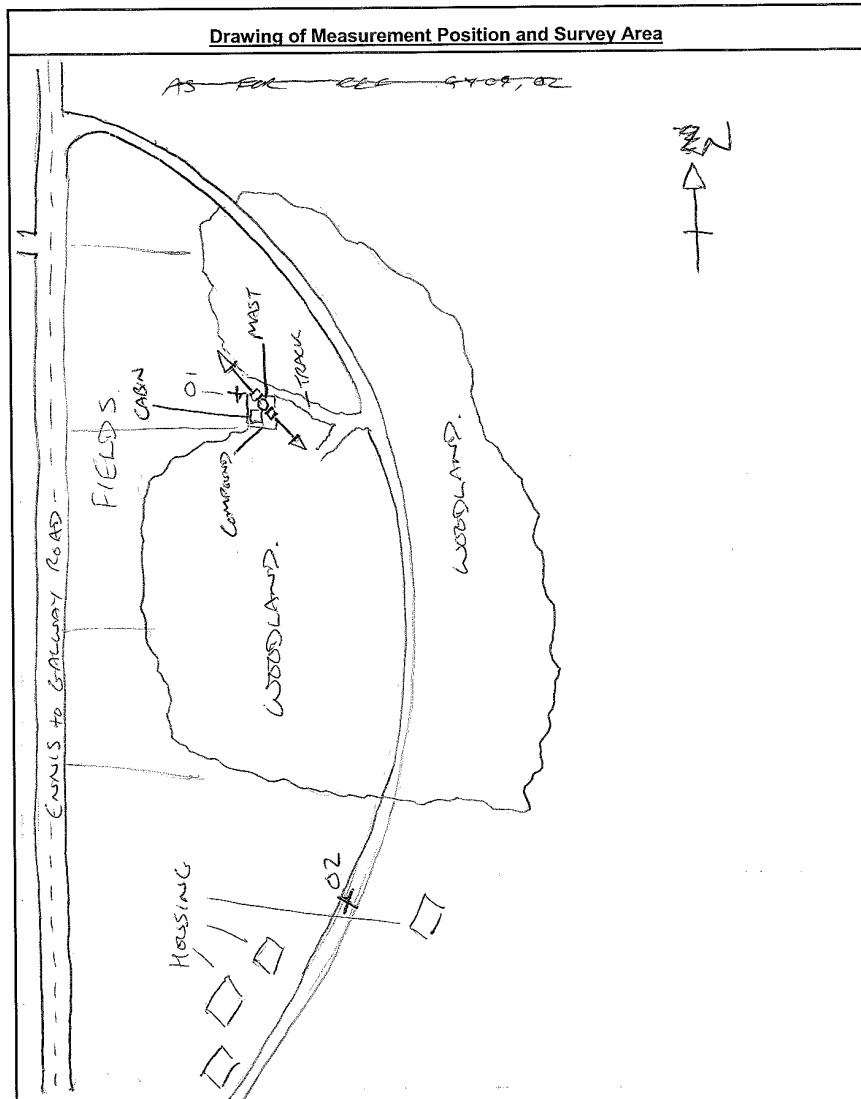 Drawing of Measurement Position and Survey Area
AS FOR REF GY09, 02
N
MAST
01
TRACK
CABIN
FIELDS.
COMPOUND
WOODLAND.
WOODLAND.
ENNIS to GALWAY ROAD
02
HOUSING